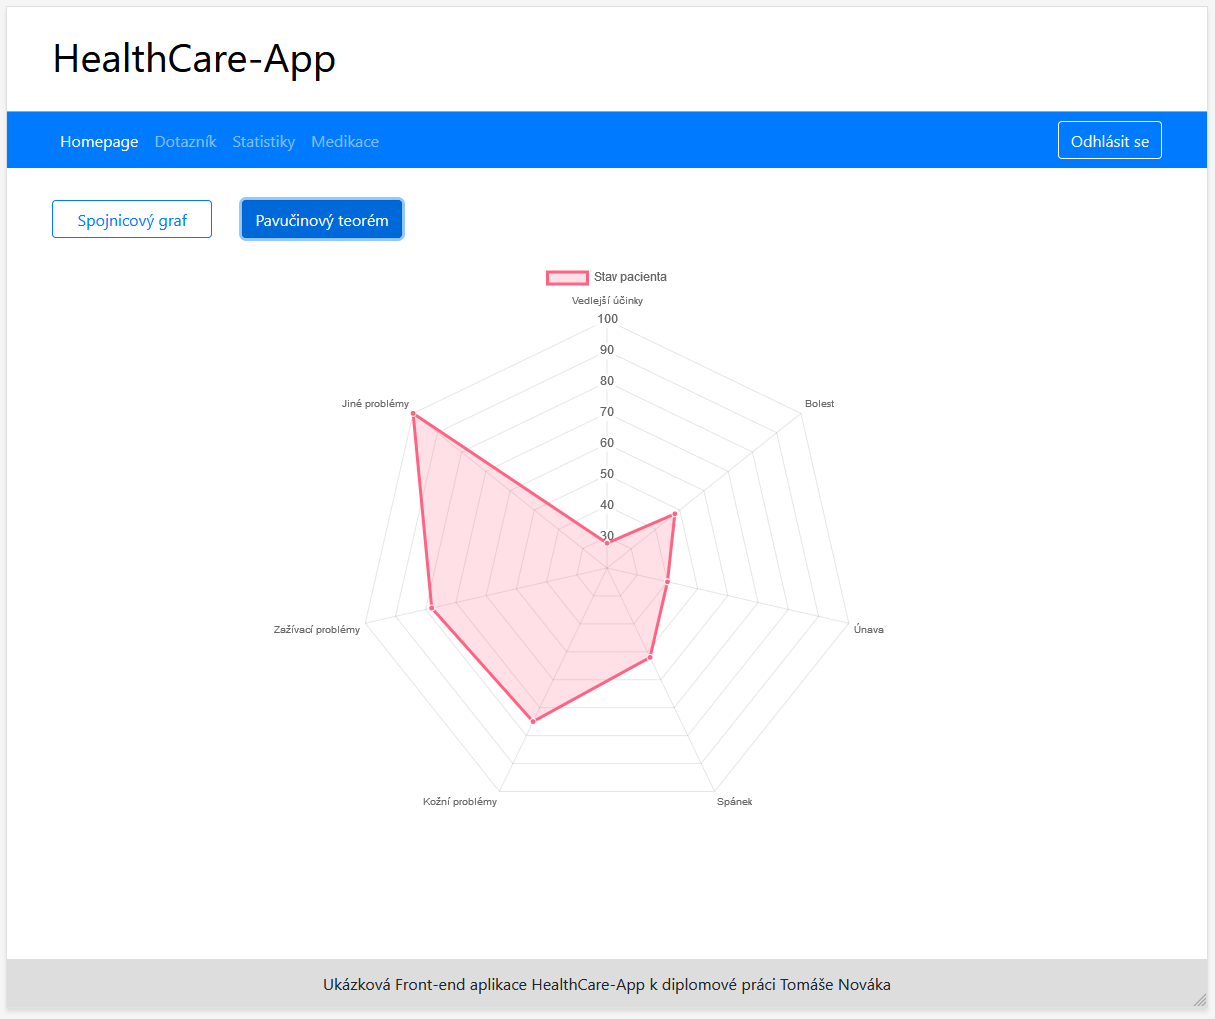 HealthCare-App
Homepage Dotazník Statistiky Medikace Odhlásit se
Spojnicový graf Pavučinový teorém
Stav pacienta
Vedlejší účinky
100
90
80
70
60
50
40
30
Jiné problémy
Bolest
Zažívací problémy
Únava
Kožní problémy
Spánek
Ukázková Front-end aplikace HealthCare-App k diplomové práci Tomáše Nováka